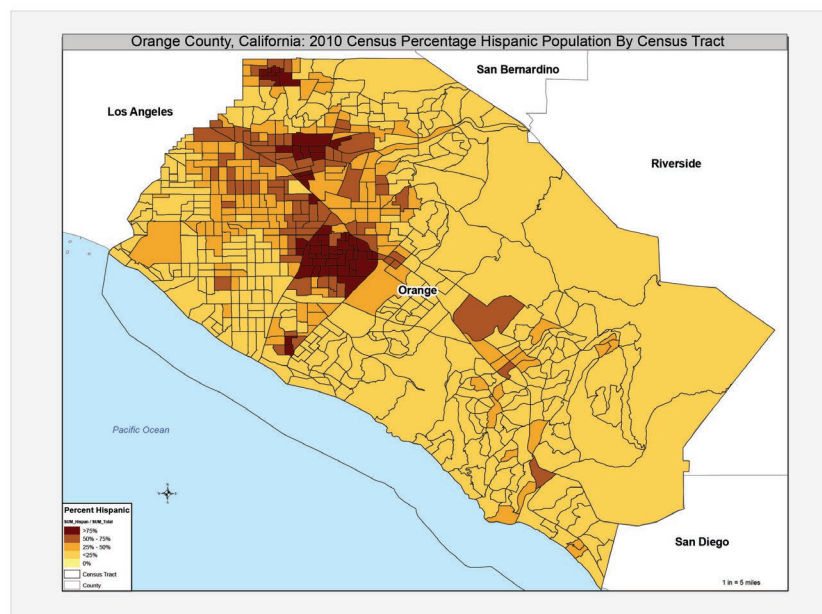 Orange County, California: 2010 Census Percentage Hispanic Population By Census Tract
San Bernardino
Los Angeles
Riverside
Orange
Pacific Ocean
San Diego
Percent Hispanic
SUM_Hispan / SUM_Total
>75%
50% - 75%
25% - 50%
<25%
0%
Census Tract
County
1 in = 5 miles